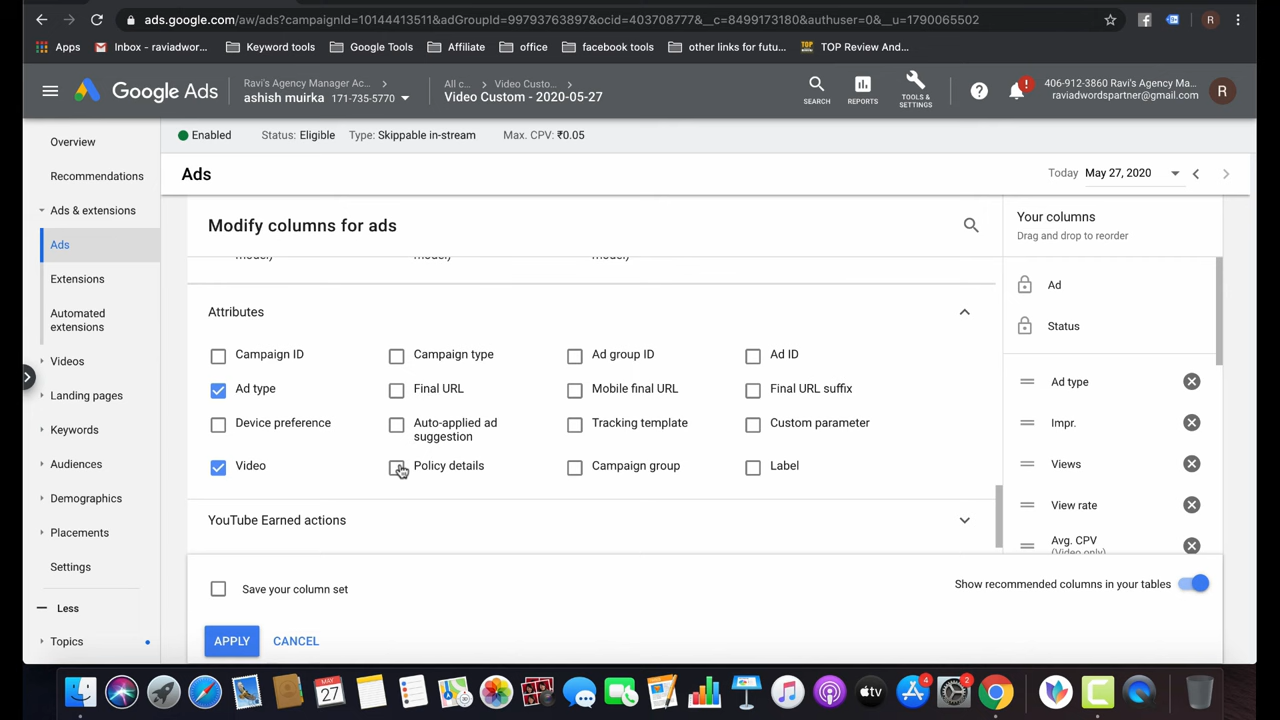 ads.google.com/aw/ads?campaignId=10144413511&adGroupId=99793763897&ocid=403708777&__c=8499173180&authuser=0&__u=1790065502
R
Apps
Inbox - raviadwor...
Keyword tools
Google Tools
Affiliate
office
facebook tools
other links for futu...
TOP
TOP Review And...
Google Ads
Ravi's Agency Manager Ac...
ashish muirka 171-735-5770
All c...
Video Custo...
Video Custom - 2020-05-27
SEARCH
REPORTS
TOOLS & SETTINGS
!
406-912-3860 Ravi's Agency Ma...
raviadwordspartner@gmail.com
R
Overview
Recommendations
Ads & extensions
Ads
Extensions
Automated
extensions
Videos
Landing pages
Keywords
Audiences
Demographics
Placements
Settings
Less
Topics
Enabled
Status: Eligible
Type: Skippable in-stream
Max. CPV: ₹0.05
Ads
Today May 27, 2020
Modify columns for ads
model) model) model)
Attributes
Campaign ID
Campaign type
Ad group ID
Ad ID
Ad type
Final URL
Mobile final URL
Final URL suffix
Device preference
Auto-applied ad
suggestion
Tracking template
Custom parameter
Video
Policy details
Campaign group
Label
YouTube Earned actions
Your columns
Drag and drop to reorder
Ad
Status
Ad type
Impr.
Views
View rate
Avg. CPV
(Video only)
Save your column set
Show recommended columns in your tables
APPLY
CANCEL
MAY
27
tv
4
2